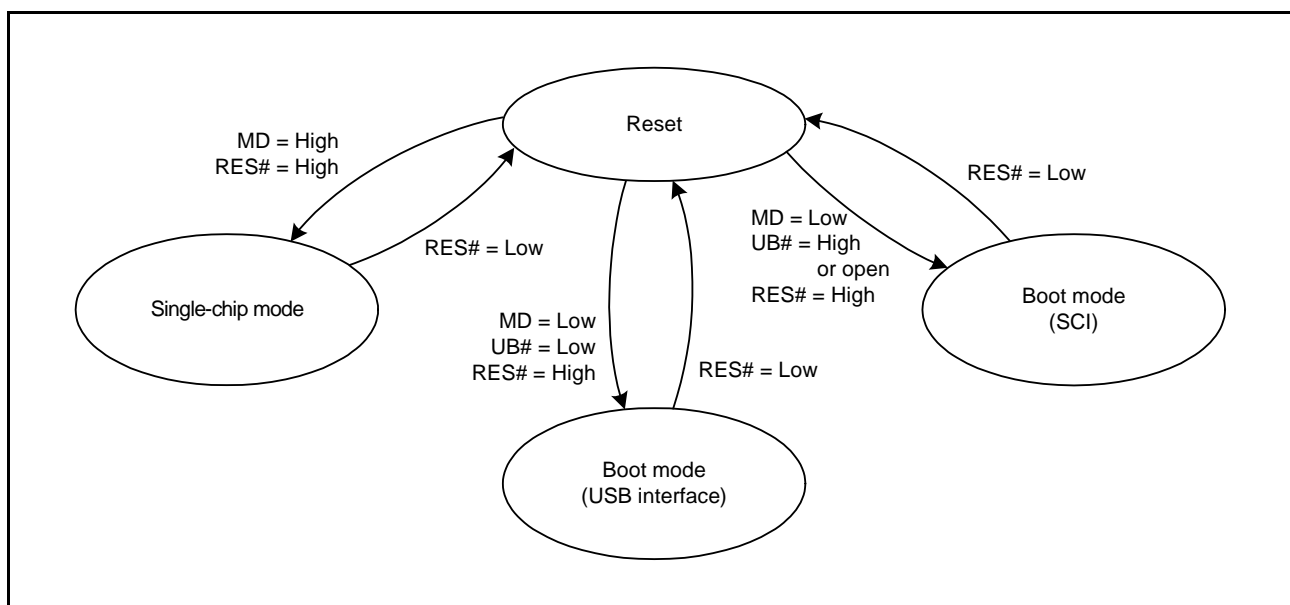 Reset
MD = High
RES# = High
RES# = Low
RES# = Low
MD = Low
UB# = High
or open
RES# = High
Single-chip mode
Boot mode
(SCI)
MD = Low
UB# = Low
RES# = High
RES# = Low
Boot mode
(USB interface)